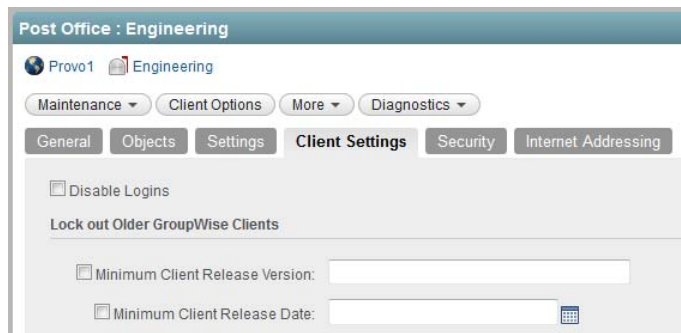 Post Office : Engineering
Provo1 Engineering
Maintenance Client Options More Diagnostics
General Objects Settings Client Settings Security Internet Addressing
Disable Logins
Lock out Older GroupWise Clients
Minimum Client Release Version:
Minimum Client Release Date: